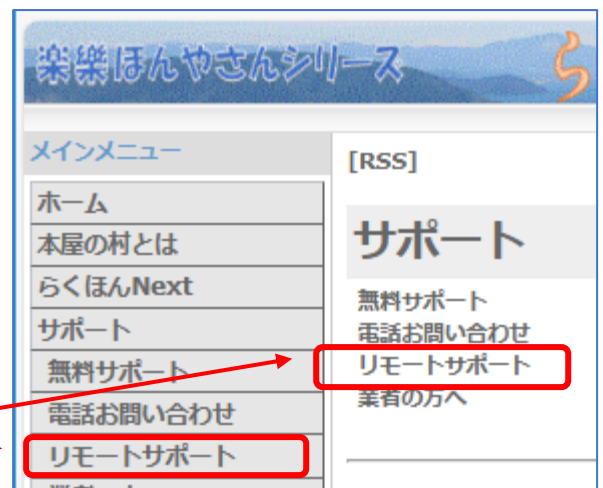 楽樂ほんやさんシリーズ ら
メインメニュー
ホーム
本屋の村とは
らくほんNext
サポート
無料サポート
電話お問い合わせ
リモートサポート
[RSS]
サポート
無料サポート
電話お問い合わせ
リモートサポート
業者の方へ